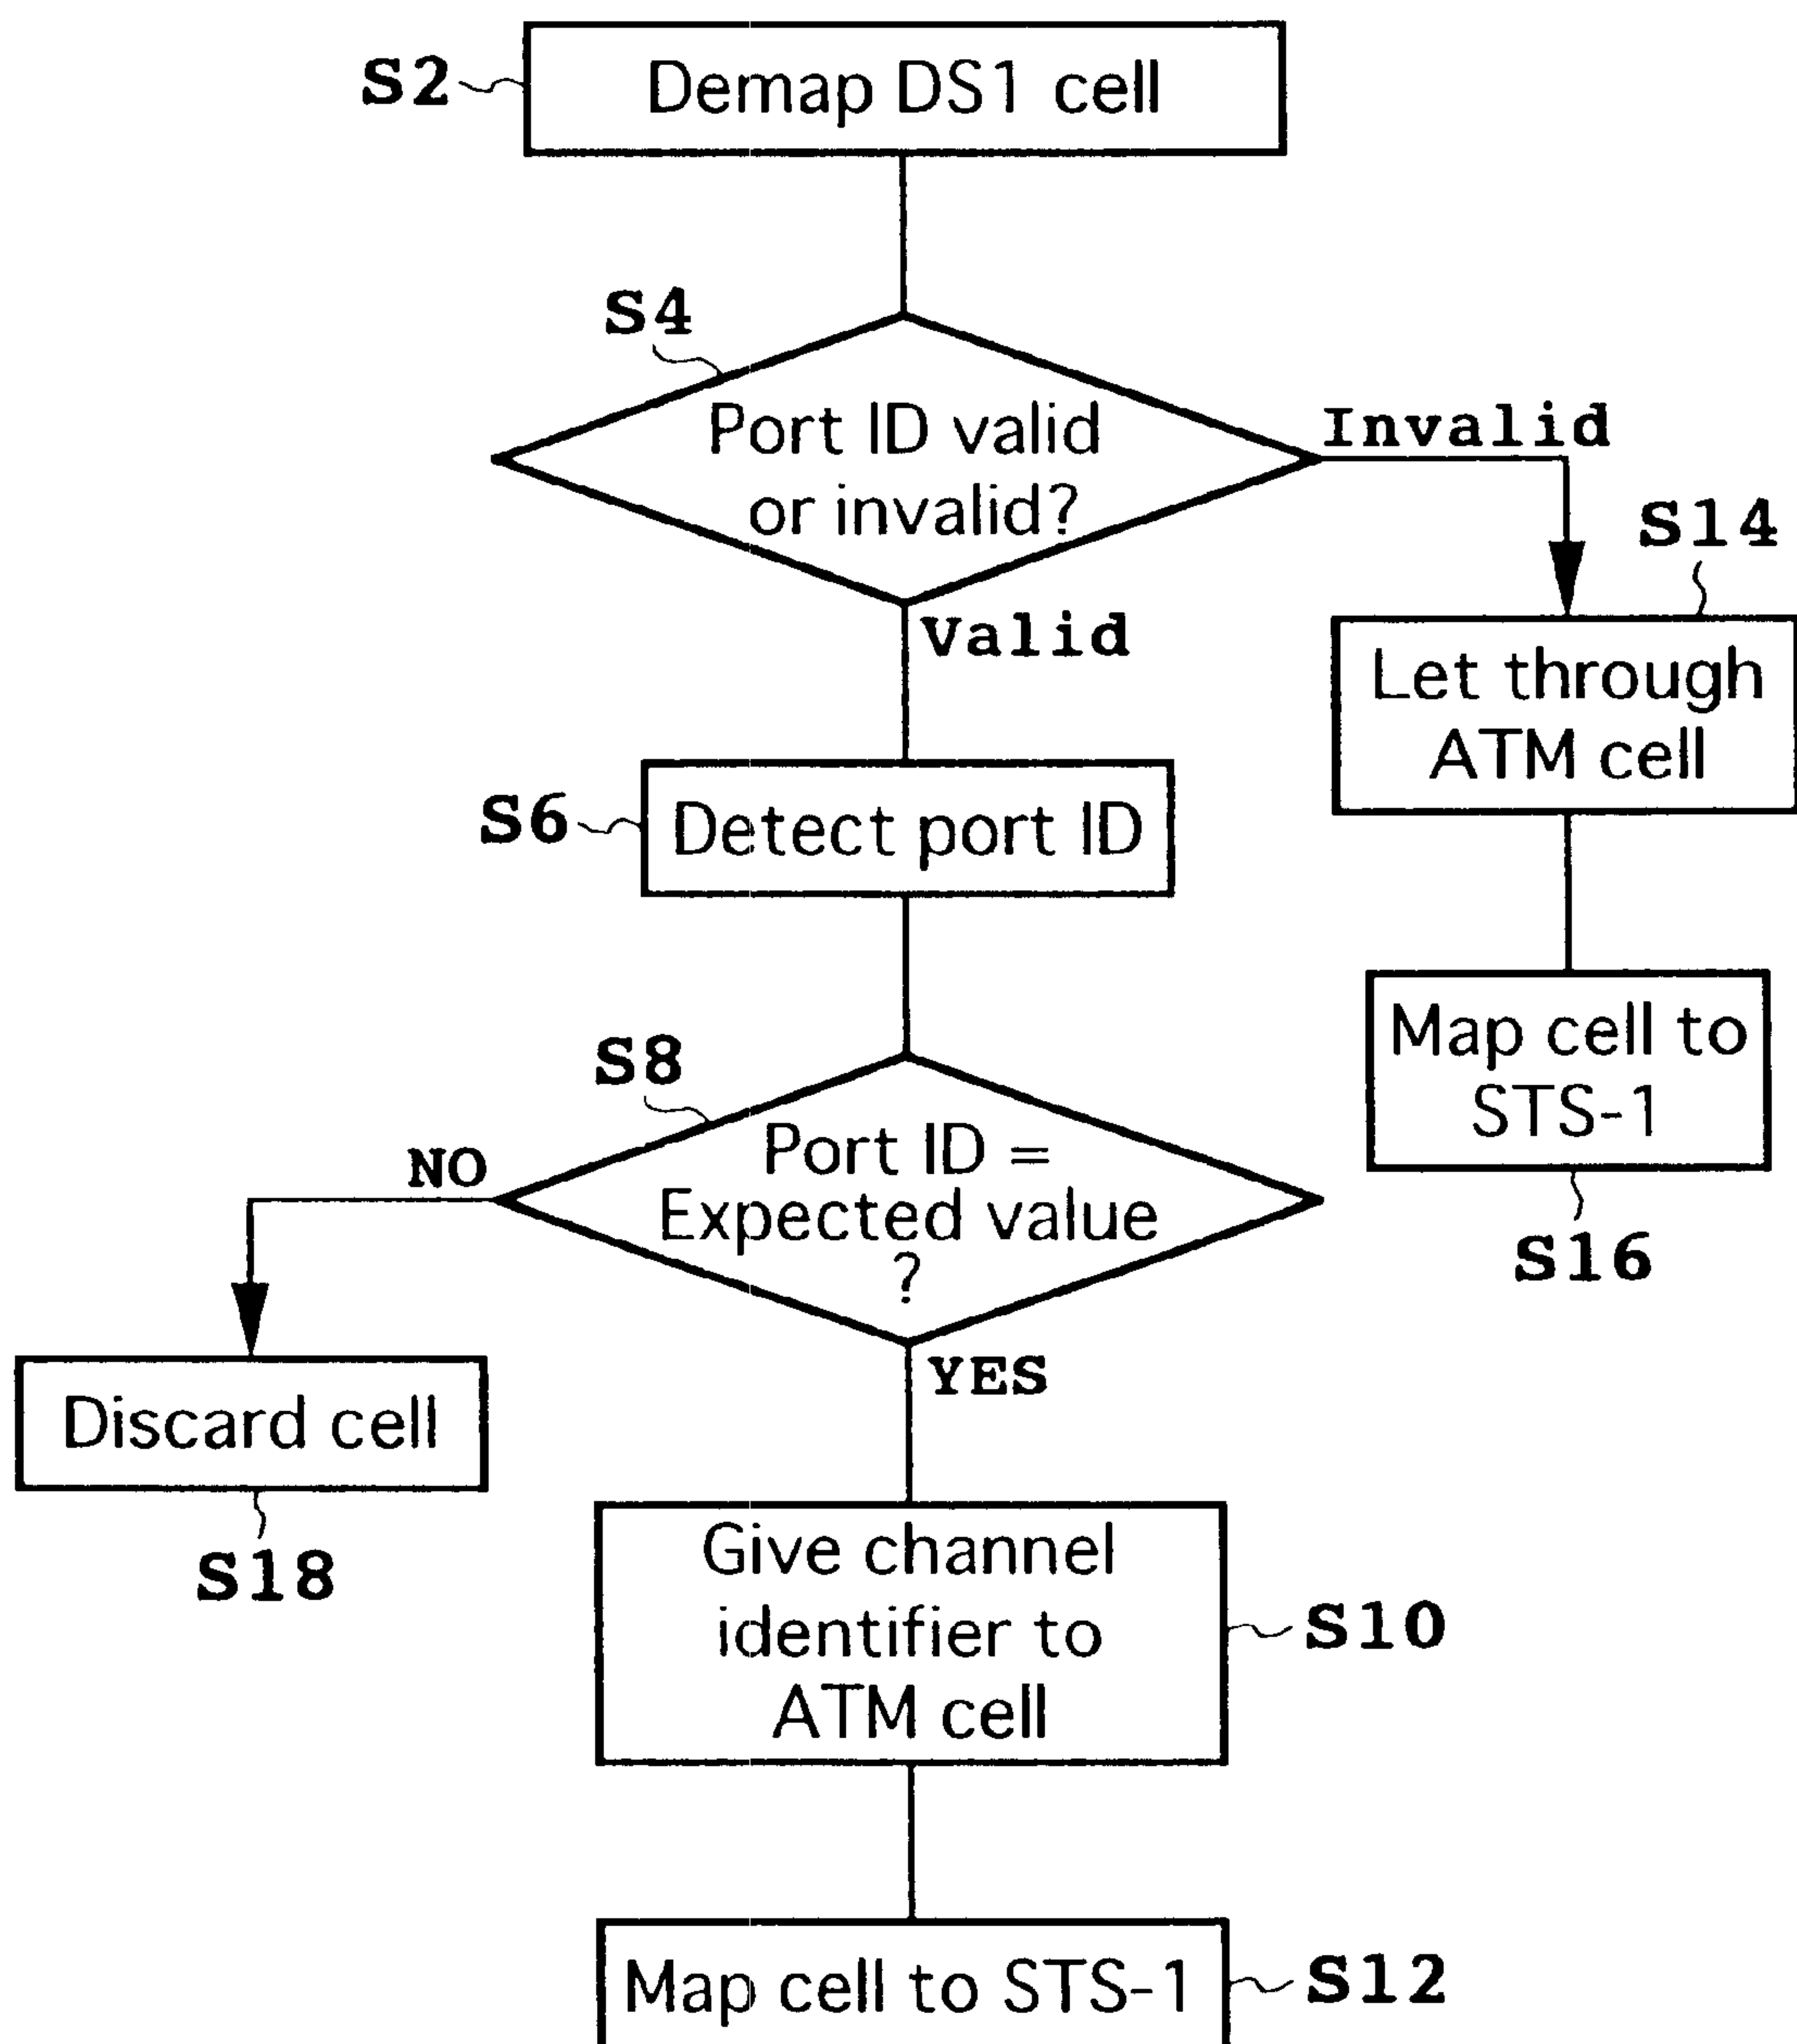 S2
Demap DS1 cell
S4
Port ID valid
or invalid?
Invalid
Valid
S14
Let through
ATM cell
S6
Detect port ID
Map cell to
STS-1
S16
S8
Port ID =
Expected value
?
NO
YES
Discard cell
S18
Give channel
identifier to
ATM cell
S10
Map cell to STS-1
S12